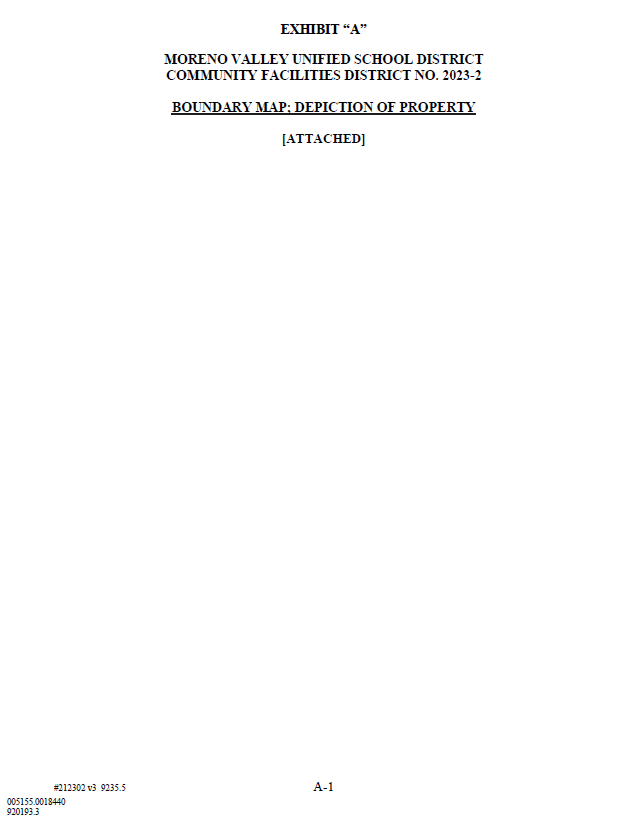 EXHIBIT “A”
MORENO VALLEY UNIFIED SCHOOL DISTRICT
COMMUNITY FACILITIES DISTRICT NO. 2023-2
BOUNDARY MAP; DEPICTION OF PROPERTY
[ATTACHED]
#212302 v3 9235.5
A-1
005155.0018440
920193.3